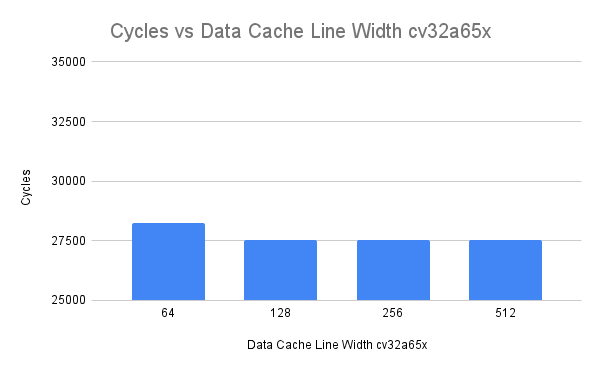 Cycles vs Data Cache Line Width cv32a65x
35000
32500
30000
27500
25000
Cycles
64 128 256 512
Data Cache Line Width cv32a65x